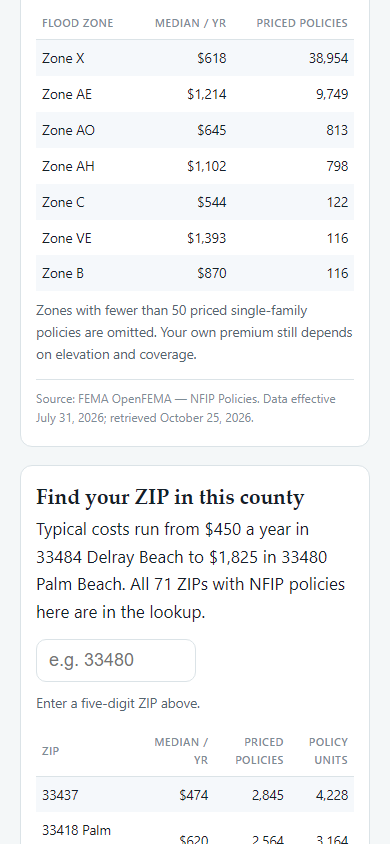 FLOOD ZONE MEDIAN / YR PRICED POLICIES
Zone X $618 38,954
Zone AE $1,214 9,749
Zone AO $645 813
Zone AH $1,102 798
Zone C $544 122
Zone VE $1,393 116
Zone B $870 116
Zones with fewer than 50 priced single-family
policies are omitted. Your own premium still depends
on elevation and coverage.
Source: FEMA OpenFEMA — NFIP Policies. Data effective
July 31, 2026; retrieved October 25, 2026.
Find your ZIP in this county
Typical costs run from $450 a year in
33484 Delray Beach to $1,825 in 33480
Palm Beach. All 71 ZIPs with NFIP policies
here are in the lookup.
e.g. 33480
Enter a five-digit ZIP above.
ZIP MEDIAN / YR PRICED POLICIES POLICY UNITS
33437 $474 2,845 4,228
33418 Palm
$620 2,564 3,164